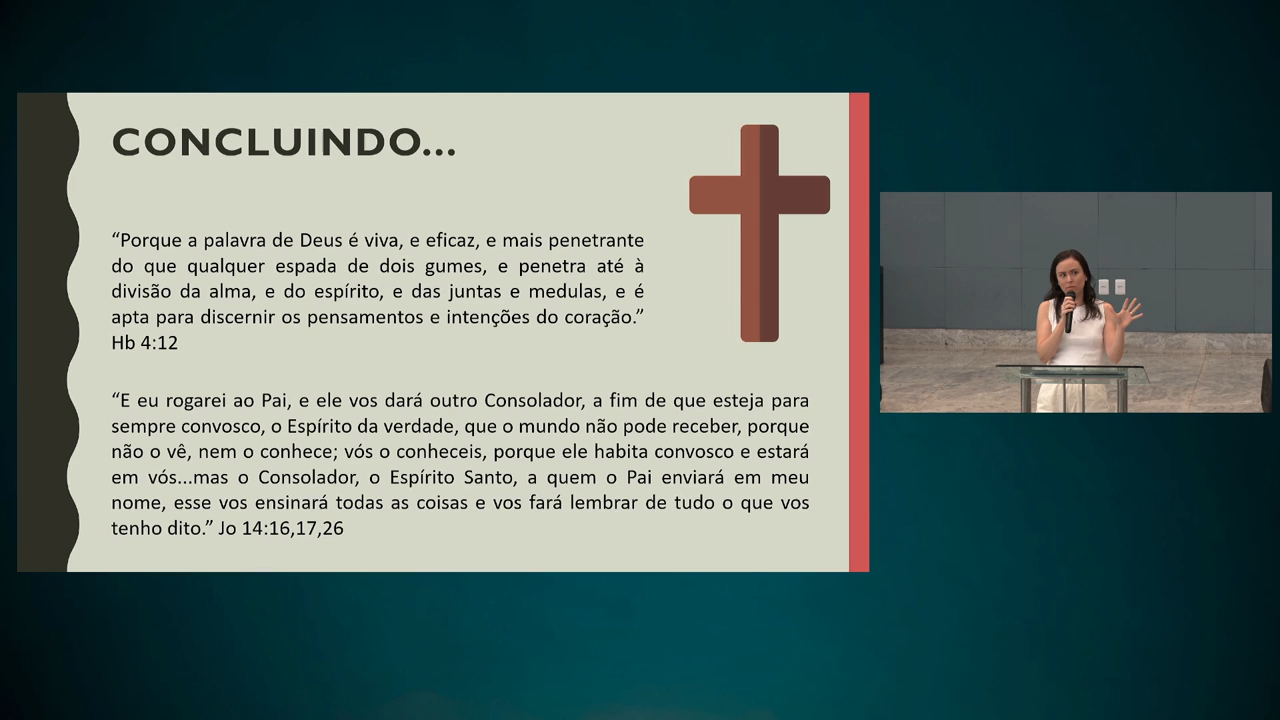 CONCLUINDO...
“Porque a palavra de Deus é viva, e eficaz, e mais penetrante
do que qualquer espada de dois gumes, e penetra até à
divisão da alma, e do espírito, e das juntas e medulas, e é
apta para discernir os pensamentos e intenções do coração.”
Hb 4:12
“E eu rogarei ao Pai, e ele vos dará outro Consolador, a fim de que esteja para
sempre convosco, o Espírito da verdade, que o mundo não pode receber, porque
não o vê, nem o conhece; vós o conheceis, porque ele habita convosco e estará
em vós...mas o Consolador, o Espírito Santo, a quem o Pai enviará em meu
nome, esse vos ensinará todas as coisas e vos fará lembrar de tudo o que vos
tenho dito.” Jo 14:16,17,26